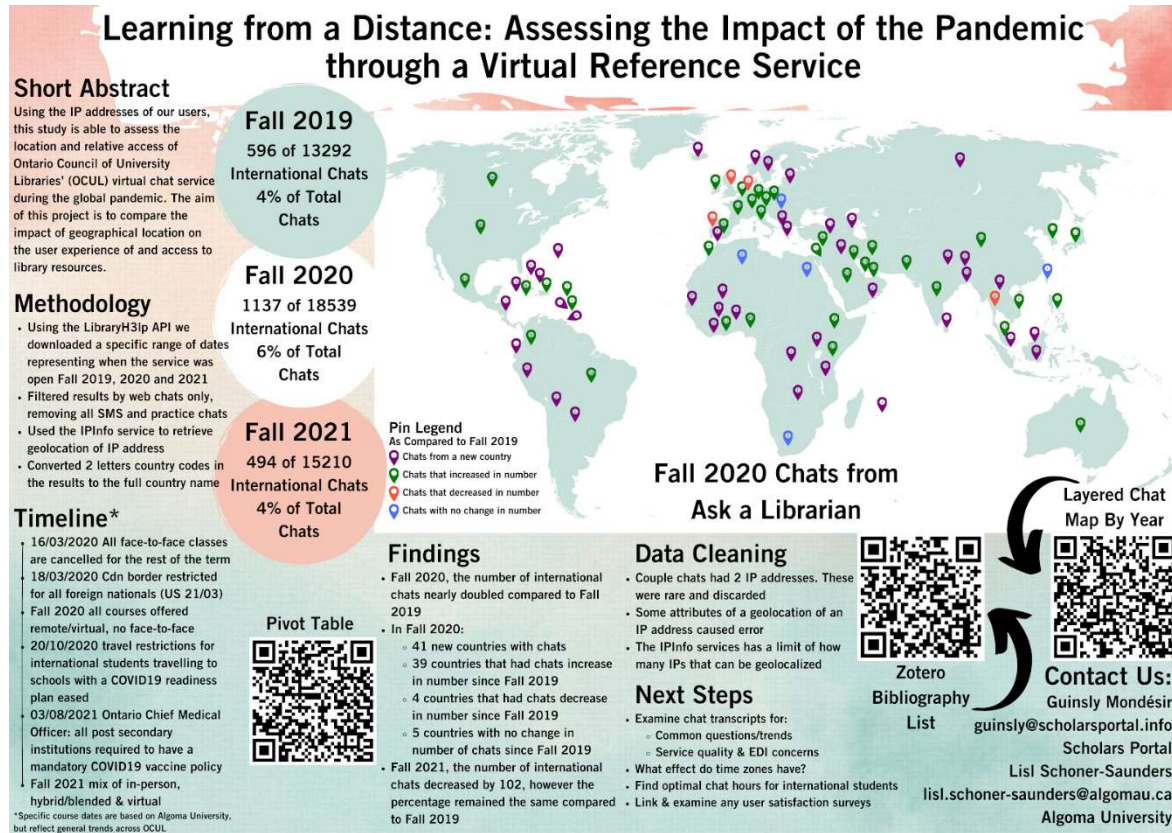 Learning from a Distance: Assessing the Impact of the Pandemic
through a Virtual Reference Service
Short Abstract
Using the IP addresses of our users,
this study is able to assess the
location and relative access of
Ontario Council of University
Libraries' (OCUL) virtual chat service
during the global pandemic. The aim
of this project is to compare the
impact of geographical location on
the user experience of and access to
library resources.
Methodology
• Using the LibraryH3lp API we
downloaded a specific range of dates
representing when the service was
open Fall 2019, 2020 and 2021
• Filtered results by web chats only,
removing all SMS and practice chats
• Used the IPInfo service to retrieve
geolocation of IP address
• Converted 2 letters country codes in
the results to the full country name
Timeline*
• 16/03/2020 All face-to-face classes
are cancelled for the rest of the term
• 18/03/2020 Cdn border restricted
for all foreign nationals (US 21/03)
• Fall 2020 all courses offered
remote/virtual, no face-to-face
• 20/10/2020 travel restrictions for
international students travelling to
schools with a COVID19 readiness
plan eased
• 03/08/2021 Ontario Chief Medical
Officer: all post secondary
institutions required to have a
mandatory COVID19 vaccine policy
• Fall 2021 mix of in-person,
hybrid/blended & virtual
*Specific course dates are based on Algoma University,
but reflect general trends across OCUL
Fall 2019
596 of 13292
International Chats
4% of Total
Chats
Fall 2020
1137 of 18539
International Chats
6% of Total
Chats
Fall 2021
494 of 15210
International Chats
4% of Total
Chats
Pivot Table
Pin Legend
As Compared to Fall 2019
Chats from a new country
Chats that increased in number
Chats that decreased in number
Chats with no change in number
Fall 2020 Chats from
Ask a Librarian
Findings
• Fall 2020, the number of international
chats nearly doubled compared to Fall
2019
• In Fall 2020:
◦ 41 new countries with chats
◦ 39 countries that had chats increase
in number since Fall 2019
◦ 4 countries that had chats decrease
in number since Fall 2019
◦ 5 countries with no change in
number of chats since Fall 2019
• Fall 2021, the number of international
chats decreased by 102, however the
percentage remained the same compared
to Fall 2019
Data Cleaning
• Couple chats had 2 IP addresses. These
were rare and discarded
• Some attributes of a geolocation of an
IP address caused error
• The IPInfo services has a limit of how
many IPs that can be geolocalized
Next Steps
• Examine chat transcripts for:
◦ Common questions/trends
◦ Service quality & EDI concerns
• What effect do time zones have?
• Find optimal chat hours for international students
• Link & examine any user satisfaction surveys
Layered Chat
Map By Year
Zotero
Bibliography
List
Contact Us:
Guinsly Mondésir
guinsly@scholarsportal.info
Scholars Portal
Lisl Schoner-Saunders
lisl.schoner-saunders@algomau.ca
Algoma University